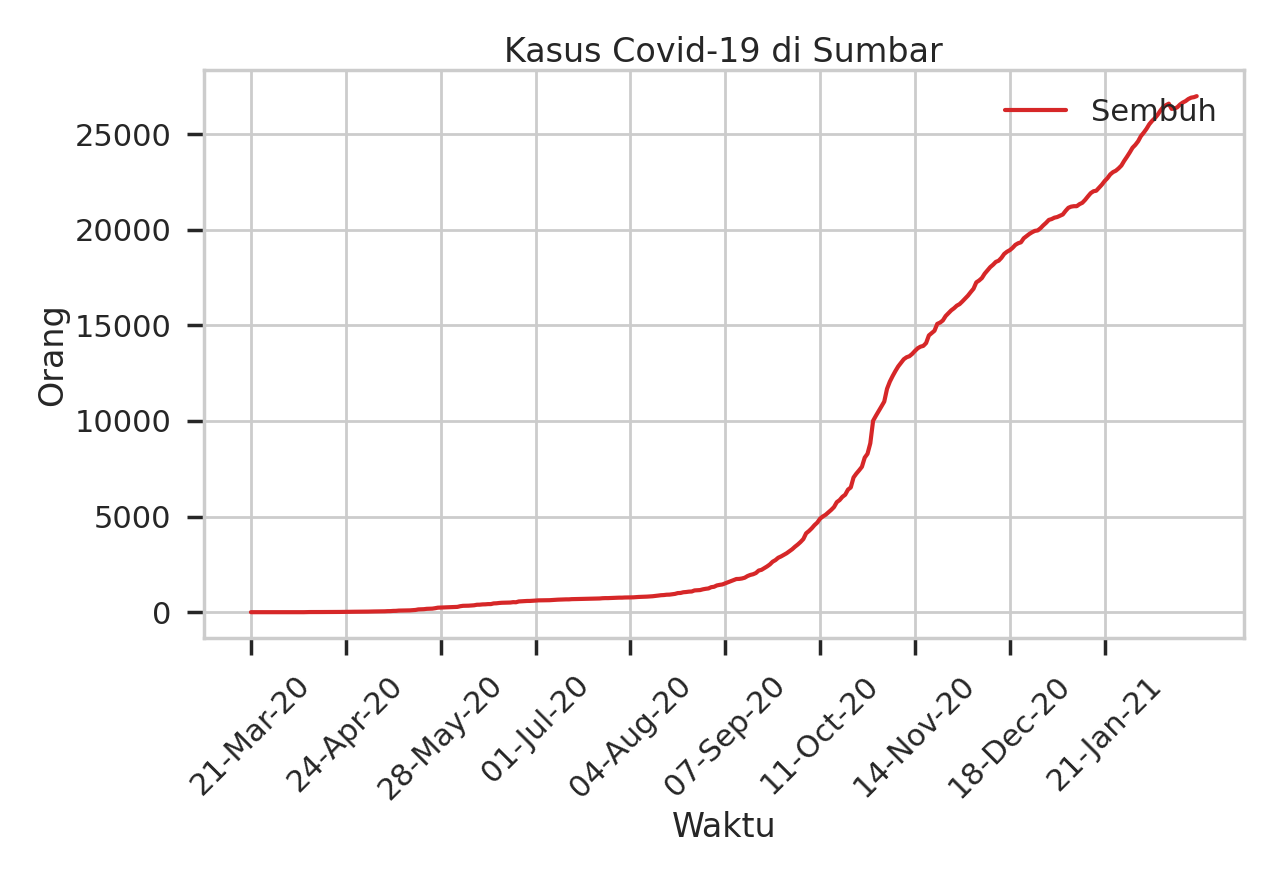 Kasus Covid-19 di Sumbar
Sembuh
Orang
25000
20000
15000
10000
5000
0
21-Mar-20
24-Apr-20
28-May-20
01-Jul-20
04-Aug-20
07-Sep-20
11-Oct-20
14-Nov-20
18-Dec-20
21-Jan-21
Waktu